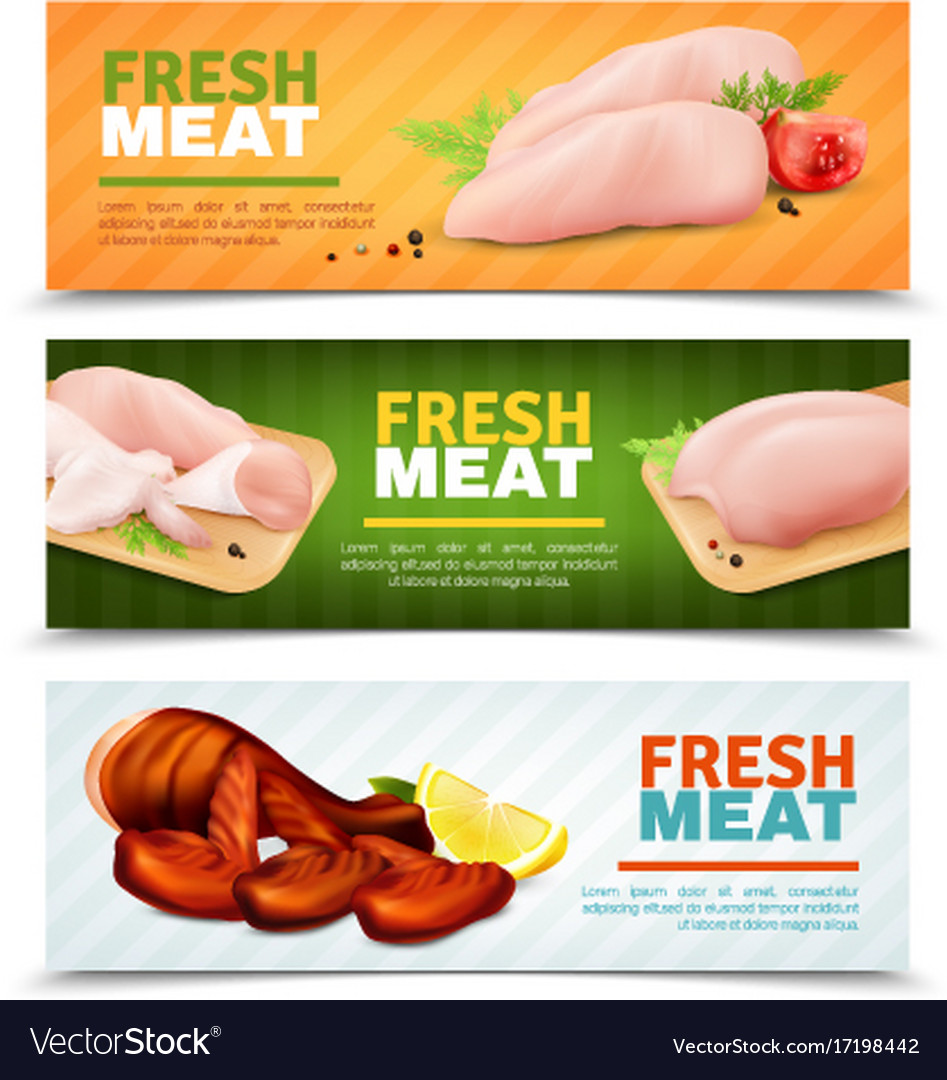 FRESH
MEAT
Lorem ipsum dolor sit amet, consectetur
adipiscing elitsed do eiusmod tempor incididunt
ut labore et dolore magna aliqua.
FRESH
MEAT
Lorem ipsum dolor sit amet, consectetur
adipiscing elitsed do eiusmod tempor incididunt
ut labore et dolore magna aliqua.
FRESH
MEAT
Lorem ipsum dolor sit amet, consectetur
adipiscing elitsed do eiusmod tempor incididunt
ut labore et dolore magna aliqua.
VectorStock®
VectorStock.com/17198442